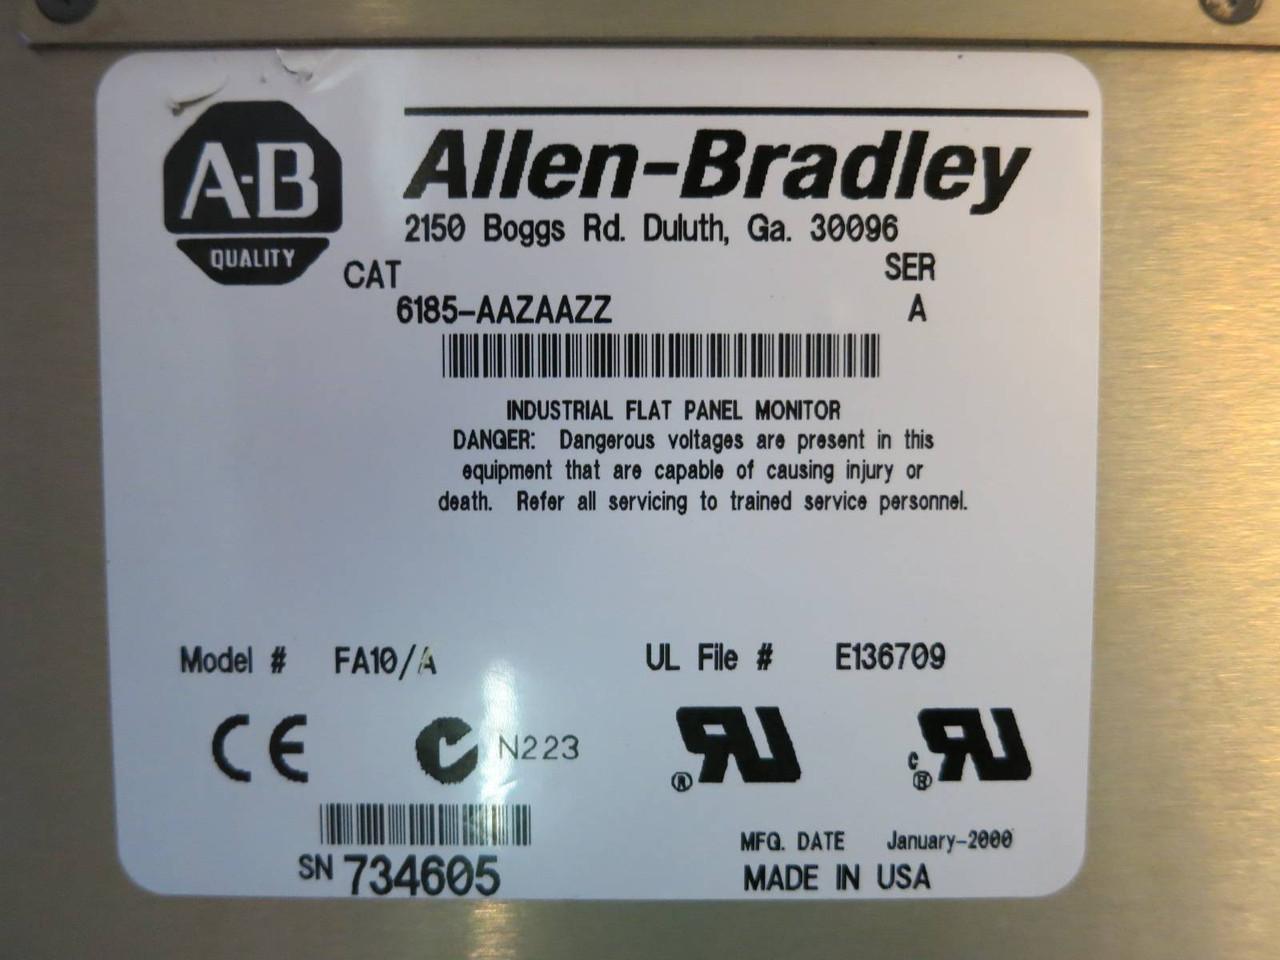 A-B
QUALITY
Allen-Bradley
2150 Boggs Rd. Duluth, Ga. 30096
CAT SER
6185-AAZAAZZ A
INDUSTRIAL FLAT PANEL MONITOR
DANGER: Dangerous voltages are present in this
equipment that are capable of causing injury or
death. Refer all servicing to trained service personnel.
Model # FA10/A UL File # E136709
CE N223 ® RU c ® RU
SN 734605
MFG. DATE January-2000
MADE IN USA